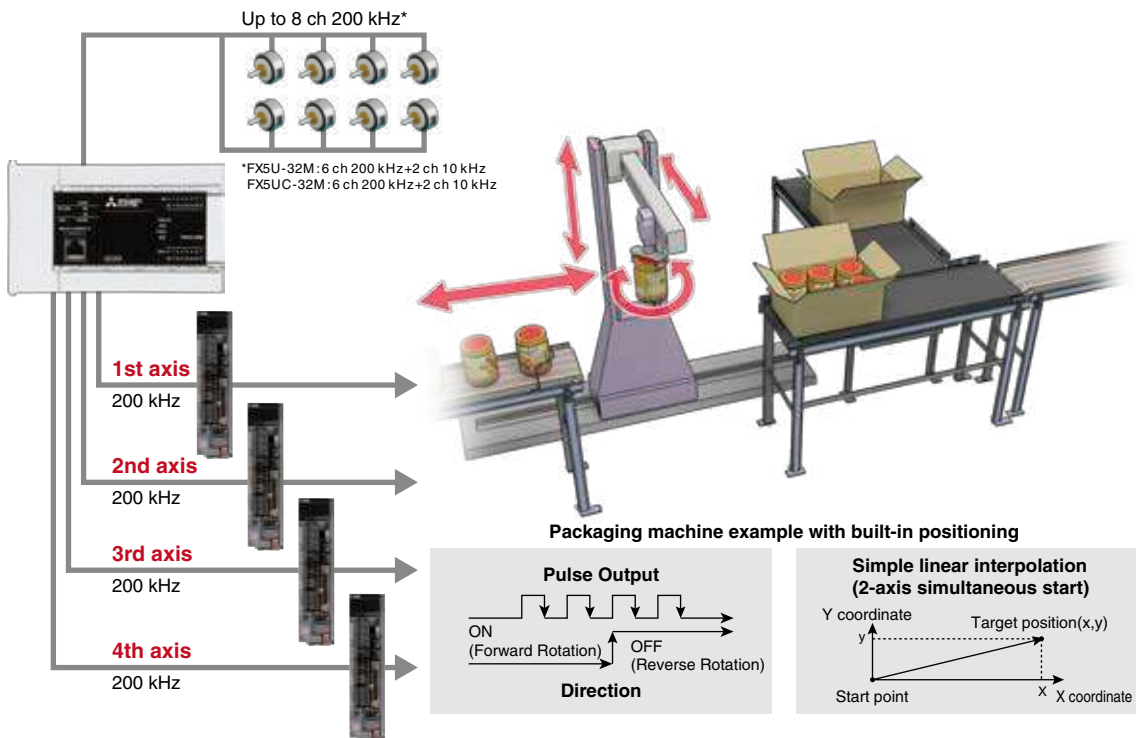 Up to 8 ch 200 kHz*
*FX5U-32M: 6 ch 200 kHz+2 ch 10 kHz
FX5UC-32M: 6 ch 200 kHz+2 ch 10 kHz
1st axis
200 kHz
2nd axis
200 kHz
3rd axis
200 kHz
4th axis
200 kHz
Packaging machine example with built-in positioning
Pulse Output
ON
(Forward Rotation)
OFF
(Reverse Rotation)
Direction
Simple linear interpolation
(2-axis simultaneous start)
Y coordinate
Target position(x,y)
y
Start point
X
X coordinate